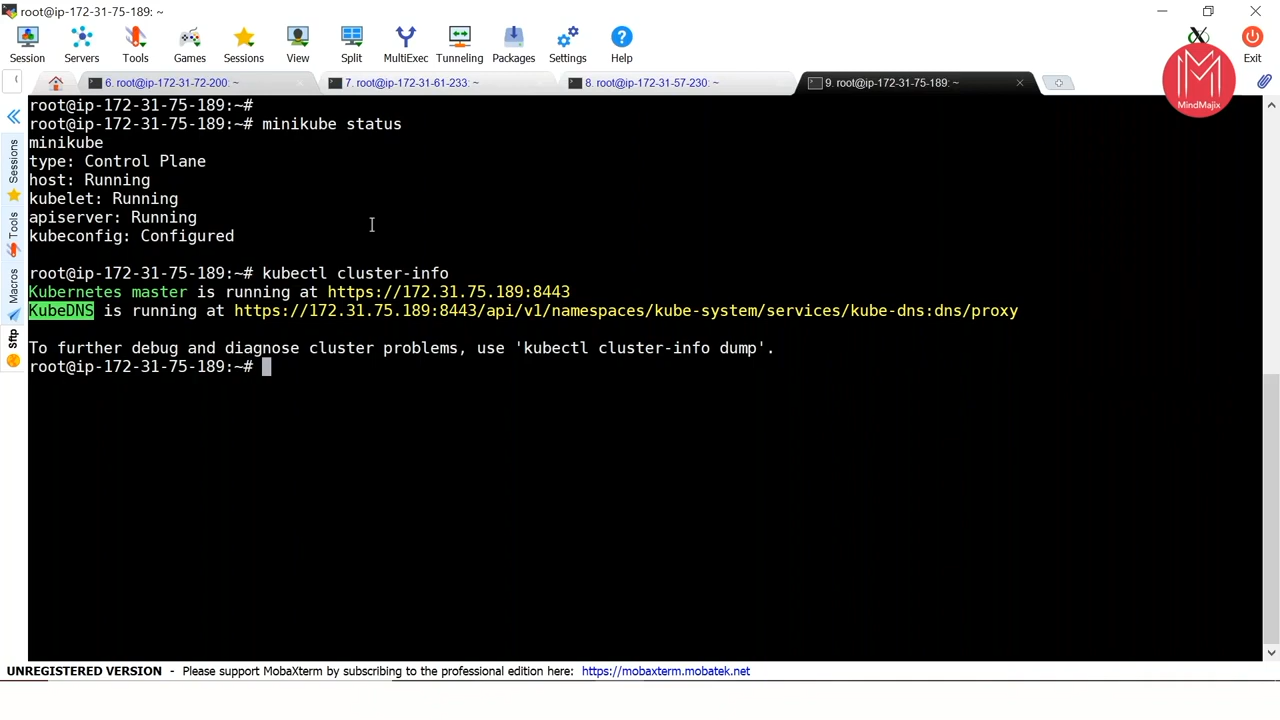 root@ip-172-31-75-189: ~
Session Servers Tools Games Sessions View Split MultiExec Tunneling Packages Settings Help X Exit
6. root@ip-172-31-72-200: ~ 7. root@ip-172-31-61-233: ~ 8. root@ip-172-31-57-230: ~ 9. root@ip-172-31-75-189: ~
MindMajix
Sessions
Tools
Macros
Sftp
root@ip-172-31-75-189:~#
root@ip-172-31-75-189:~# minikube status
minikube
type: Control Plane
host: Running
kubelet: Running
apiserver: Running
kubeconfig: Configured
root@ip-172-31-75-189:~# kubectl cluster-info
Kubernetes master is running at https://172.31.75.189:8443
KubeDNS is running at https://172.31.75.189:8443/api/v1/namespaces/kube-system/services/kube-dns:dns/proxy
To further debug and diagnose cluster problems, use 'kubectl cluster-info dump'.
root@ip-172-31-75-189:~#
UNREGISTERED VERSION - Please support MobaXterm by subscribing to the professional edition here: https://mobaxterm.mobatek.net